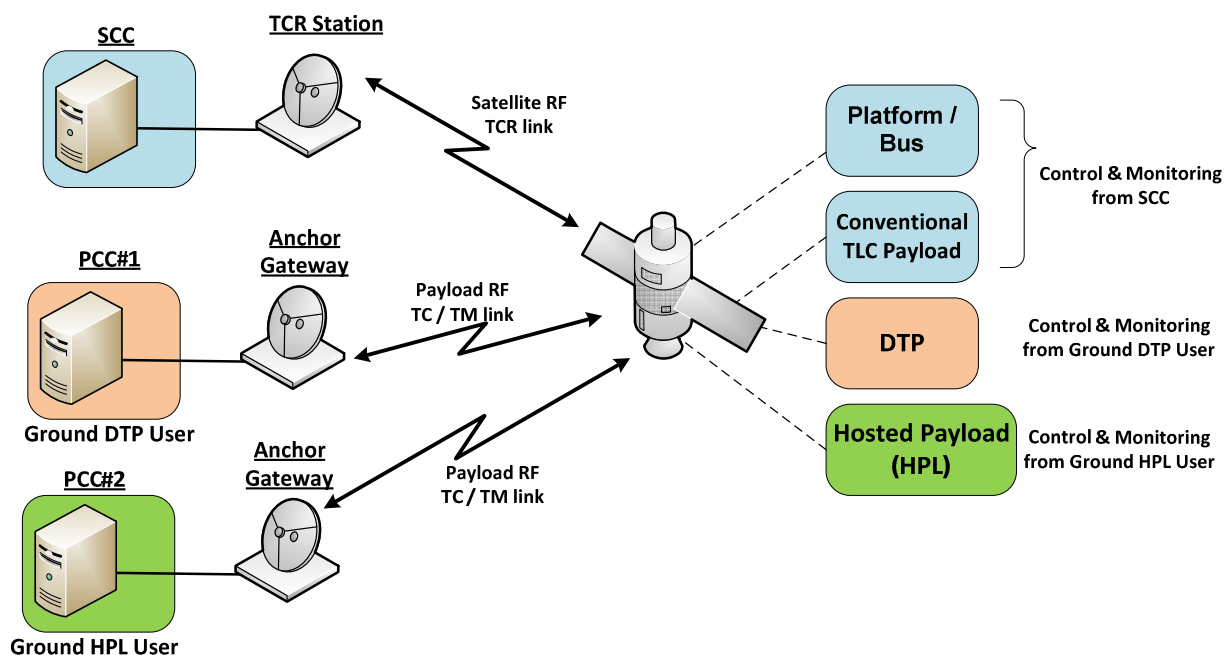 SCC
TCR Station
Satellite RF
TCR link
Platform /
Bus
Control & Monitoring
from SCC
Conventional
TLC Payload
PCC#1
Anchor
Gateway
Payload RF
TC / TM link
DTP
Control & Monitoring
from Ground DTP User
Ground DTP User
Hosted Payload
(HPL)
Control & Monitoring
from Ground HPL User
PCC#2
Anchor
Gateway
Payload RF
TC / TM link
Ground HPL User